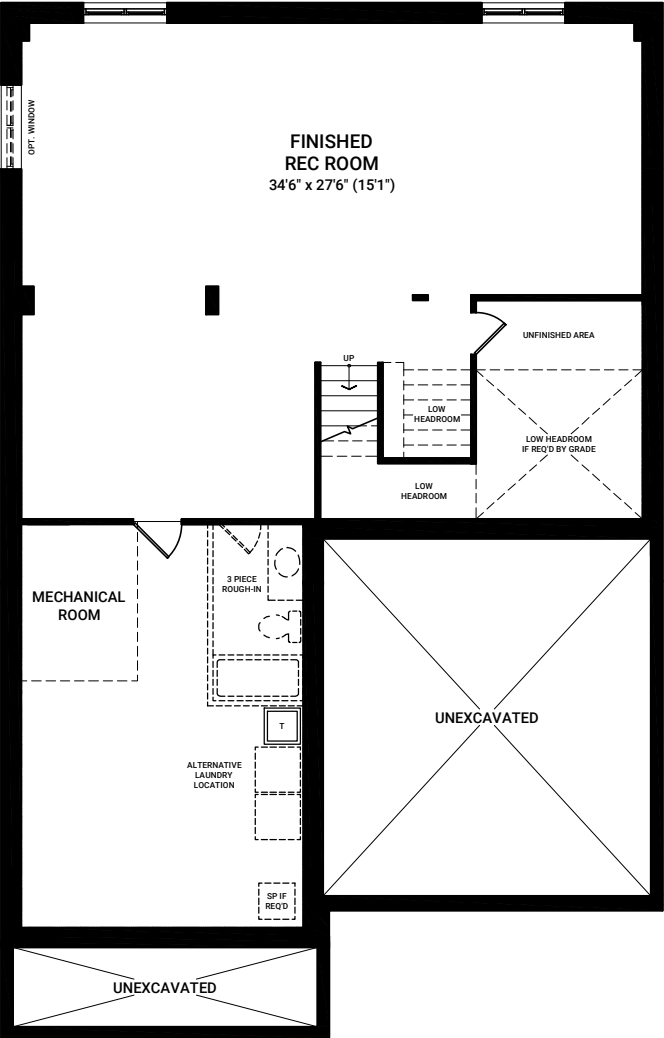 OPT. WINDOW
FINISHED
REC ROOM
34'6" x 27'6" (15'1")
UNFINISHED AREA
UP
LOW
HEADROOM
LOW HEADROOM
IF REQ'D BY GRADE
LOW
HEADROOM
3 PIECE
ROUGH-IN
MECHANICAL
ROOM
UNEXCAVATED
T
ALTERNATIVE
LAUNDRY
LOCATION
SP IF
REQ'D
UNEXCAVATED